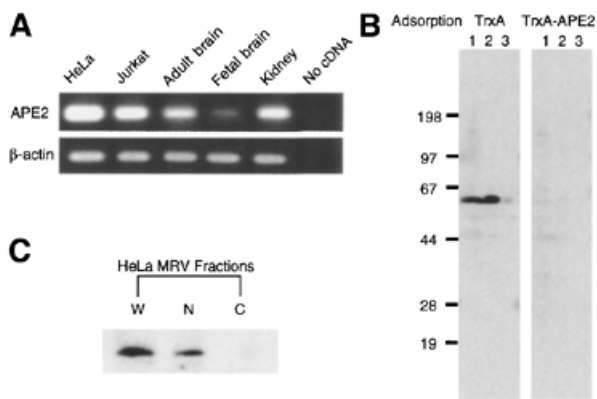 A
HeLa Jurkat Adult brain Fetal brain Kidney No cDNA
APE2
β-actin
B
Adsorption TrxA TrxA-APE2
1 2 3 1 2 3
198
97
67
44
28
19
C
HeLa MRV Fractions
W N C